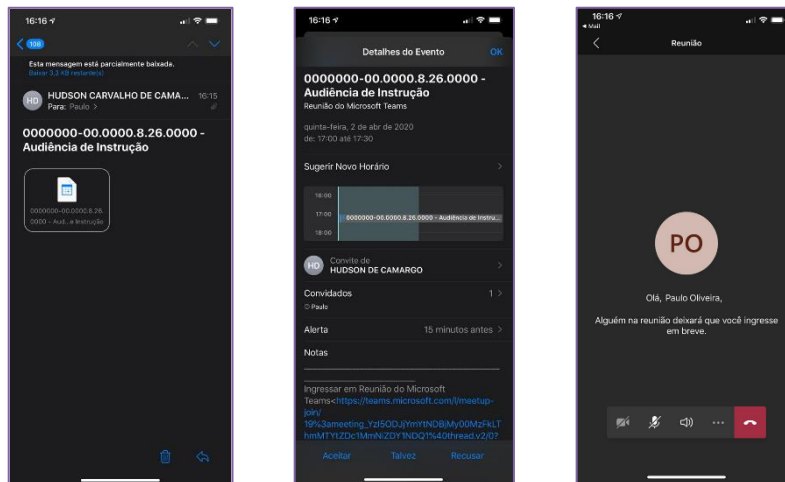 16:16
108
Esta mensagem está parcialmente baixada.
Baixar 3,3 KB restante(s)
HD
HUDSON CARVALHO DE CAMA...
16:15
Para: Paulo >
0000000-00.0000.8.26.0000 -
Audiência de Instrução
0000000-00.0000.8.26.
0000 - Aud...e Instrução
16:16
Detalhes do Evento
OK
0000000-00.0000.8.26.0000 -
Audiência de Instrução
Reunião do Microsoft Teams
quinta-feira, 2 de abr de 2020
de: 17:00 até 17:30
Sugerir Novo Horário
16:00
17:00
0000000-00.0000.8.26.0000 - Audiência de Instru...
18:00
HD
Convite de
HUDSON DE CAMARGO
Convidados
1
Paulo
Alerta
15 minutos antes
Notas
Ingressar em Reunião do Microsoft
Teams<https://teams.microsoft.com/l/meetup-
join/
Aceitar
Talvez
Recusar
16:16
Mail
Reunião
PO
Olá, Paulo Oliveira,
Alguém na reunião deixará que você ingresse
em breve.